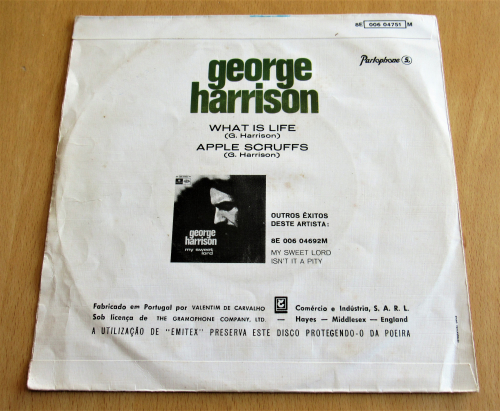 8E 006 04751 M
Parlophone
george
harrison
WHAT IS LIFE
(G. Harrison)
APPLE SCRUFFS
(G. Harrison)
george
harrison
my sweet
lord
OUTROS ÊXITOS
DESTE ARTISTA:
8E 006 04692M
MY SWEET LORD
ISN'T IT A PITY
Fabricado em Portugal por VALENTIM DE CARVALHO Comércio e Indústria, S. A. R. L.
Sob licença de THE GRAMOPHONE COMPANY, LTD. — Hayes — Middlesex — England
A UTILIZAÇÃO DE "EMITEX" PRESERVA ESTE DISCO PROTEGENDO-O DA POEIRA